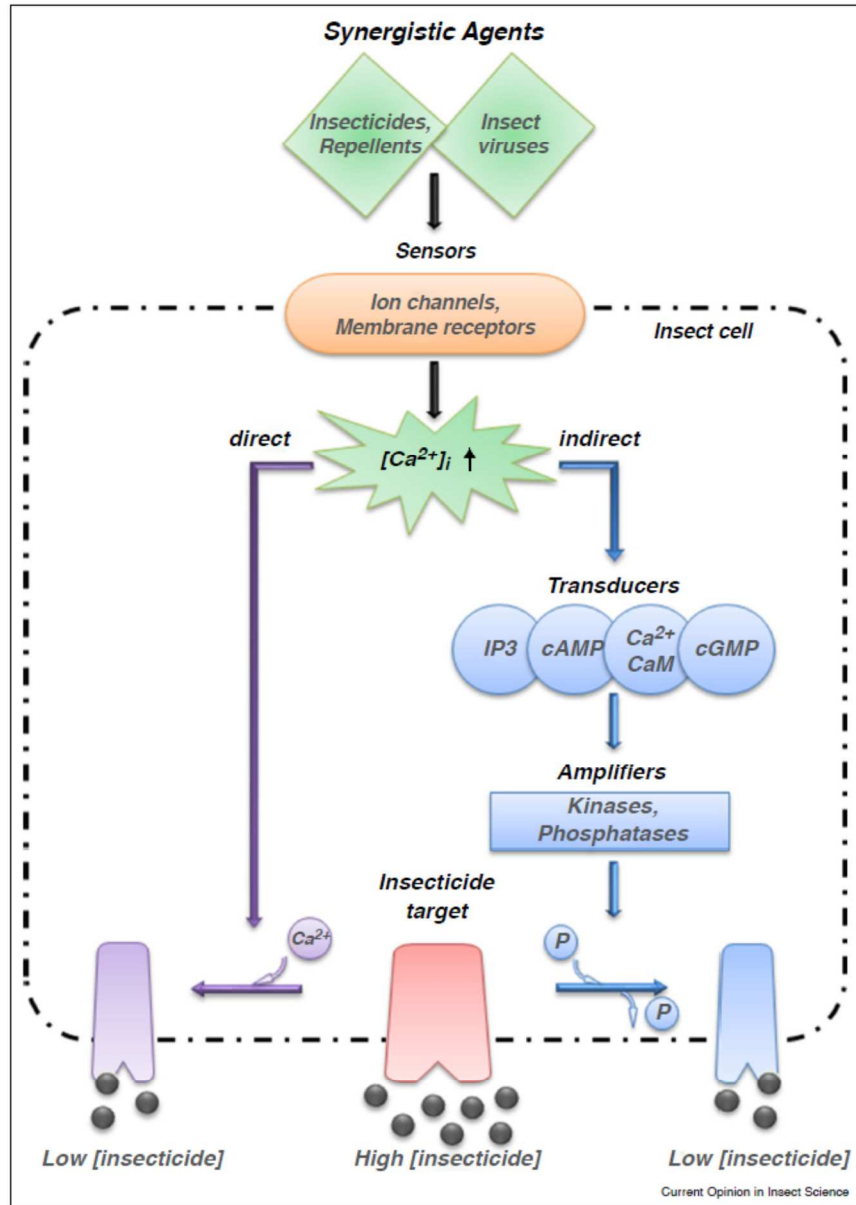 Synergistic Agents
Insecticides,
Repellents
Insect
viruses
Sensors
Ion channels,
Membrane receptors
Insect cell
direct
[Ca²⁺]ᵢ ↑
indirect
Transducers
IP3
cAMP
Ca²⁺
CaM
cGMP
Amplifiers
Kinases,
Phosphatases
Insecticide
target
Ca²⁺
P
P
Low [insecticide]
High [insecticide]
Low [insecticide]
Current Opinion in Insect Science